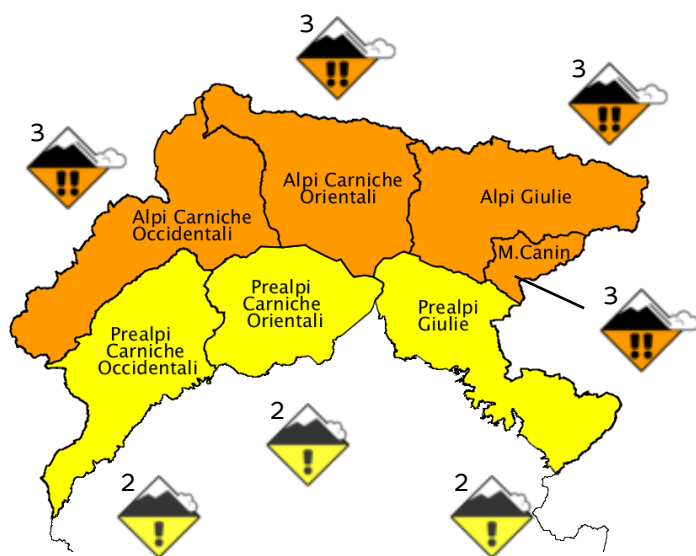 3
3
3
Alpi Carniche
Orientali
Alpi Giulie
Alpi Carniche
Occidentali
M.Canin
Prealpi
Carniche
Orientali
3
Prealpi
Giulie
Prealpi
Carniche
Occidentali
2
2
2